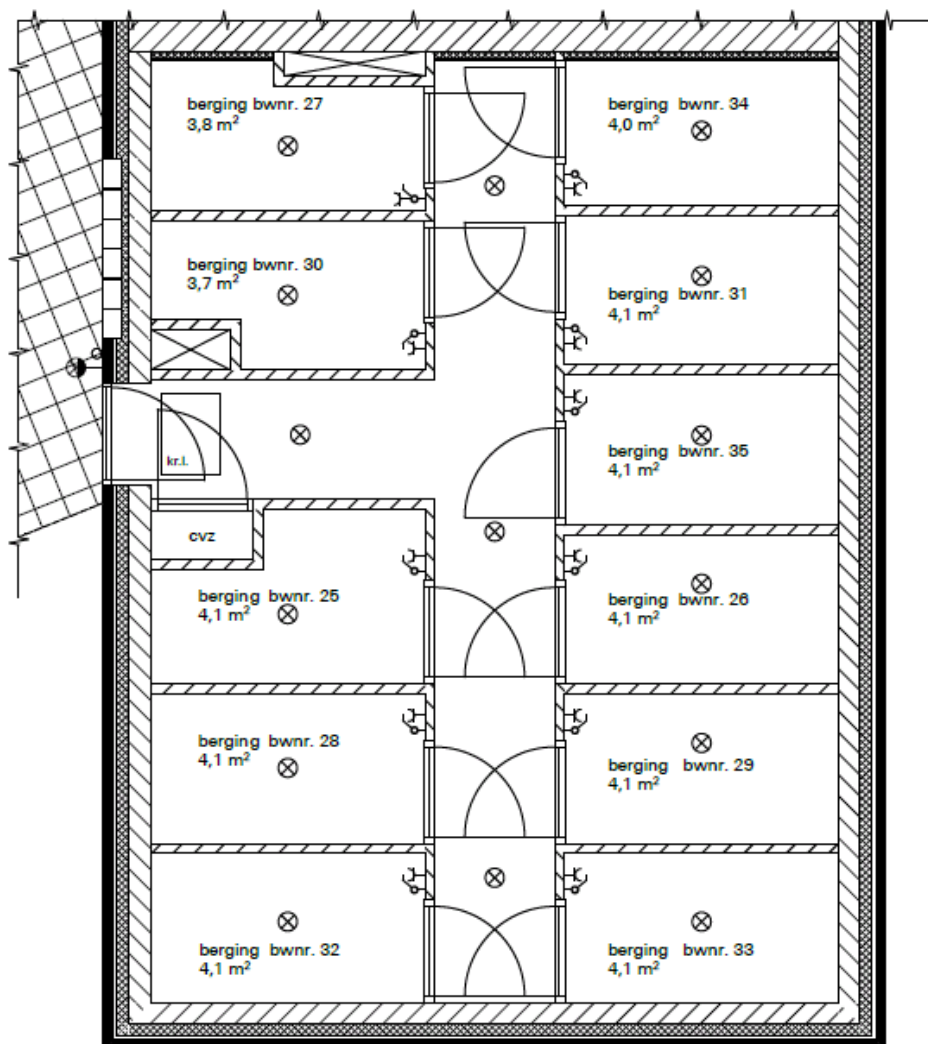 berging bwnr. 27
3,8 m²
berging bwnr. 34
4,0 m²
berging bwnr. 30
3,7 m²
berging bwnr. 31
4,1 m²
berging bwnr. 35
4,1 m²
kr.l.
cvz
berging bwnr. 25
4,1 m²
berging bwnr. 26
4,1 m²
berging bwnr. 28
4,1 m²
berging bwnr. 29
4,1 m²
berging bwnr. 32
4,1 m²
berging bwnr. 33
4,1 m²